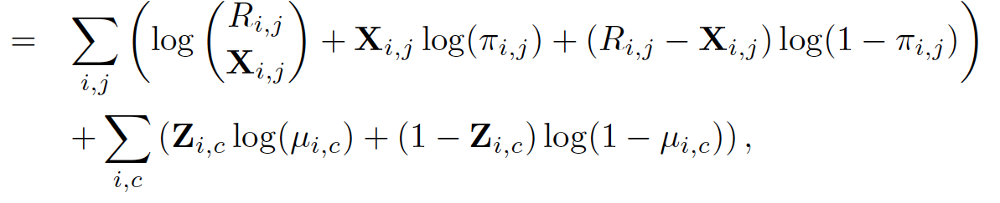 = \sum_{i,j} \left( \log \binom{R_{i,j}}{\mathbf{X}_{i,j}} + \mathbf{X}_{i,j} \log(\pi_{i,j}) + (R_{i,j} - \mathbf{X}_{i,j}) \log(1 - \pi_{i,j}) \right)
+ \sum_{i,c} \left( \mathbf{Z}_{i,c} \log(\mu_{i,c}) + (1 - \mathbf{Z}_{i,c}) \log(1 - \mu_{i,c}) \right),